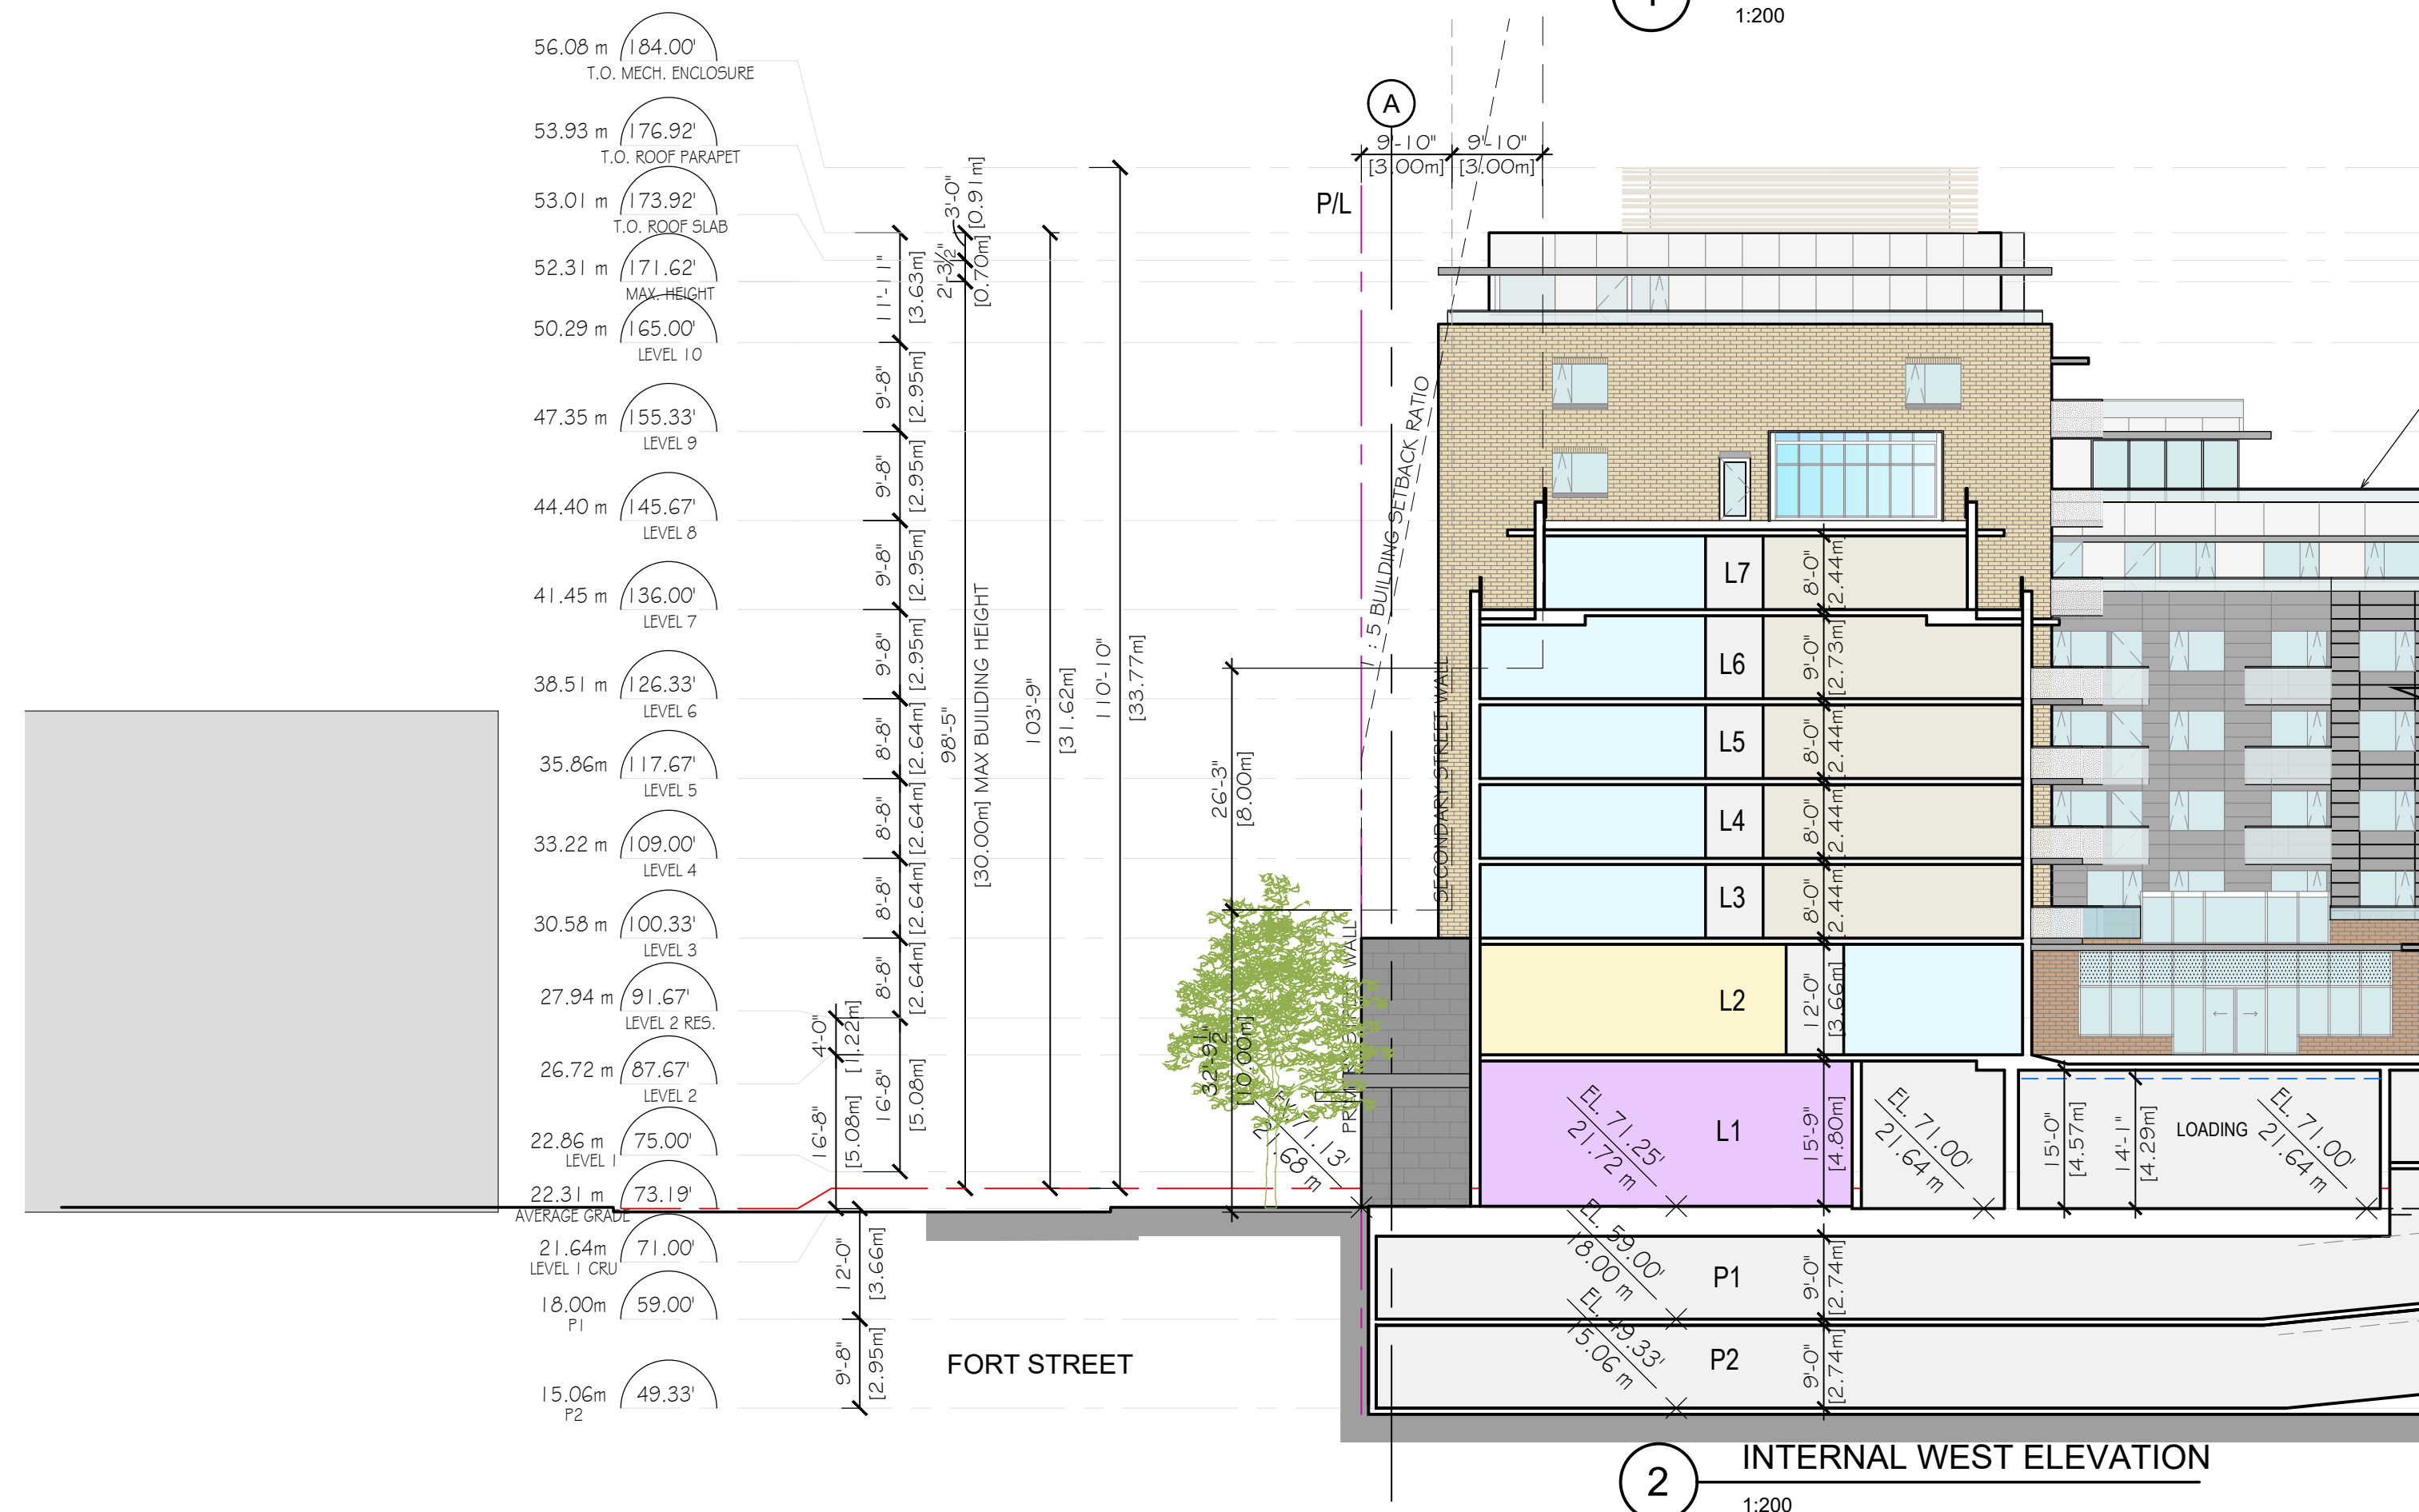 1:200
56.08 m 184.00'
T.O. MECH. ENCLOSURE
53.93 m 176.92'
T.O. ROOF PARAPET
53.01 m 173.92'
T.O. ROOF SLAB
52.31 m 171.62'
MAX. HEIGHT
50.29 m 165.00'
LEVEL 10
47.35 m 155.33'
LEVEL 9
44.40 m 145.67'
LEVEL 8
41.45 m 136.00'
LEVEL 7
38.51 m 126.33'
LEVEL 6
35.86m 117.67'
LEVEL 5
33.22 m 109.00'
LEVEL 4
30.58 m 100.33'
LEVEL 3
27.94 m 91.67'
LEVEL 2 RES.
26.72 m 87.67'
LEVEL 2
22.86 m 75.00'
LEVEL 1
22.31 m 73.19'
AVERAGE GRADE
21.64m 71.00'
LEVEL 1 CRU
18.00m 59.00'
P1
15.06m 49.33'
P2
4'-0"
[1.22m]
16'-8"
[5.08m]
12'-0"
[3.66m]
9'-8"
[2.95m]
11'-11"
[3.63m]
9'-8"
[2.95m]
9'-8"
[2.95m]
9'-8"
[2.95m]
9'-8"
[2.95m]
8'-8"
[2.64m]
8'-8"
[2.64m]
8'-8"
[2.64m]
8'-8"
[2.64m]
16'-8"
[5.08m]
3'-0"
[0.91m]
2'-3½"
[0.70m]
98'-5"
[30.00m] MAX BUILDING HEIGHT
103'-9"
[31.62m]
110'-10"
[33.77m]
26'-3"
[8.00m]
32'-9½"
[10.00m]
A
9'-10" 9'-10"
[3.00m] [3.00m]
P/L
1 : 5 BUILDING SETBACK RATIO
SECONDARY STREET WALL
PRIMARY STREET WALL
71.13'
L7
8'-0"
[2.44m]
L6
9'-0"
[2.73m]
L5
8'-0"
[2.44m]
L4
8'-0"
[2.44m]
L3
8'-0"
[2.44m]
L2
12'-0"
[3.66m]
L1
15'-9"
[4.80m]
EL. 71.25'
21.72 m
EL. 71.00'
21.64 m
15'-0"
[4.57m]
14'-1"
[4.29m]
LOADING
EL. 71.00'
21.64 m
EL. 59.00'
18.00 m
P1
9'-0"
[2.74m]
EL. 49.33'
15.06 m
P2
9'-0"
[2.74m]
FORT STREET
2
INTERNAL WEST ELEVATION
1:200